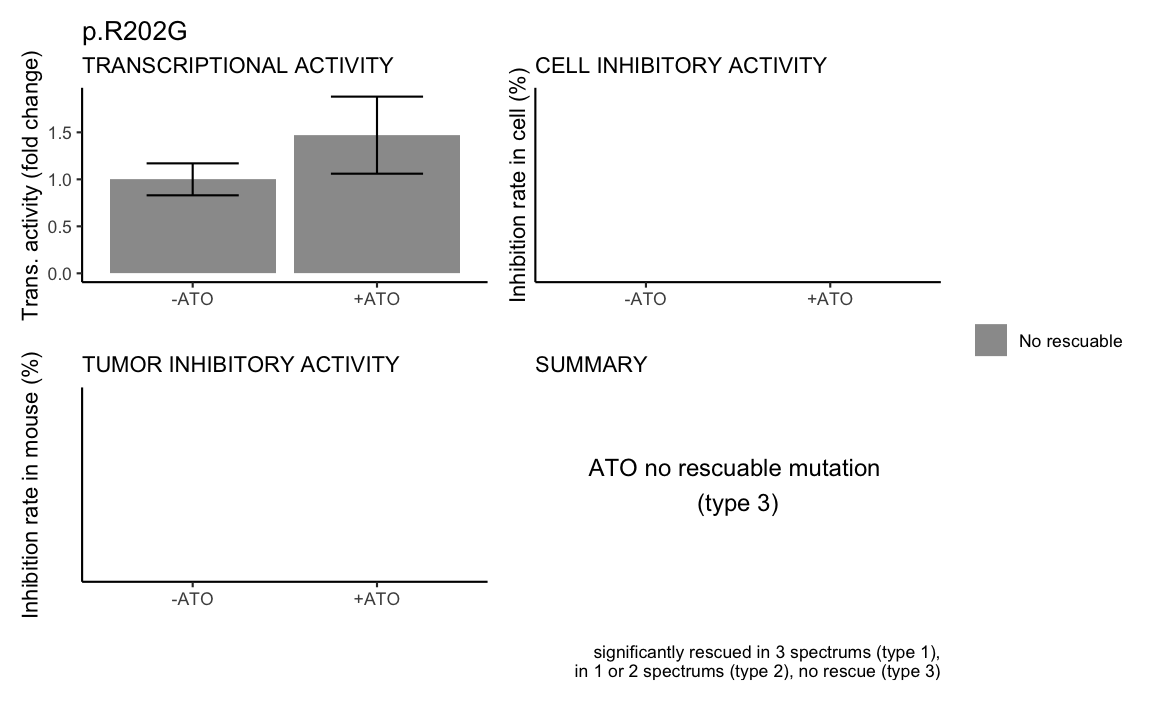 p.R202G
TRANSCRIPTIONAL ACTIVITY
Trans. activity (fold change)
1.5
1.0
0.5
0.0
-ATO
+ATO
CELL INHIBITORY ACTIVITY
Inhibition rate in cell (%)
-ATO
+ATO
No rescuable
TUMOR INHIBITORY ACTIVITY
Inhibition rate in mouse (%)
-ATO
+ATO
SUMMARY
ATO no rescuable mutation
(type 3)
significantly rescued in 3 spectrums (type 1),
in 1 or 2 spectrums (type 2), no rescue (type 3)